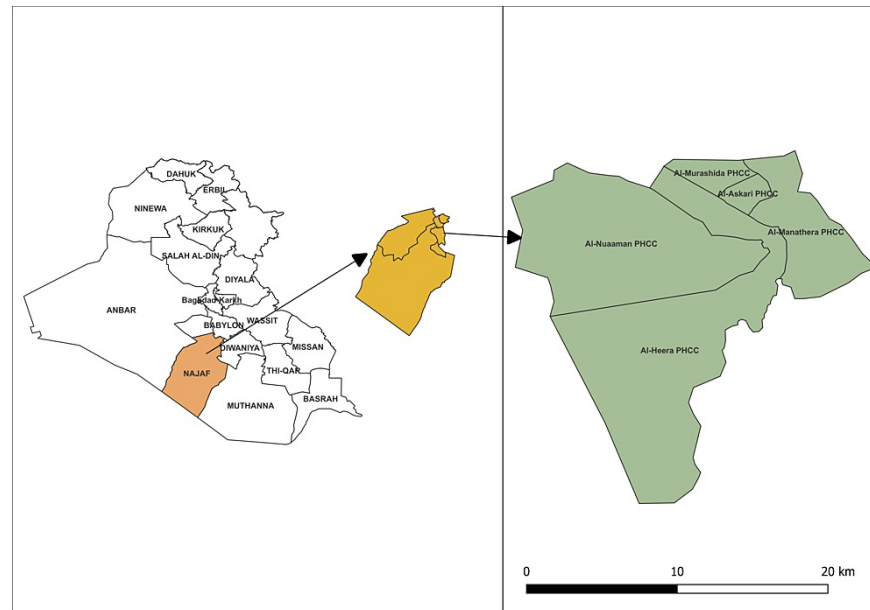 DAHUK
ERBIL
NINEWA
KIRKUK
SALAH AL-DIN
DIYALA
ANBAR
Bagedad-Karkh
BABYLON
WASSIT
DIWANIYA
MISSAN
NAJAF
THI-QAR
BASRAH
MUTHANNA
Al-Murashida PHCC
Al-Askari PHCC
Al-Manathera PHCC
Al-Nuaaman PHCC
Al-Heera PHCC
0 10 20 km